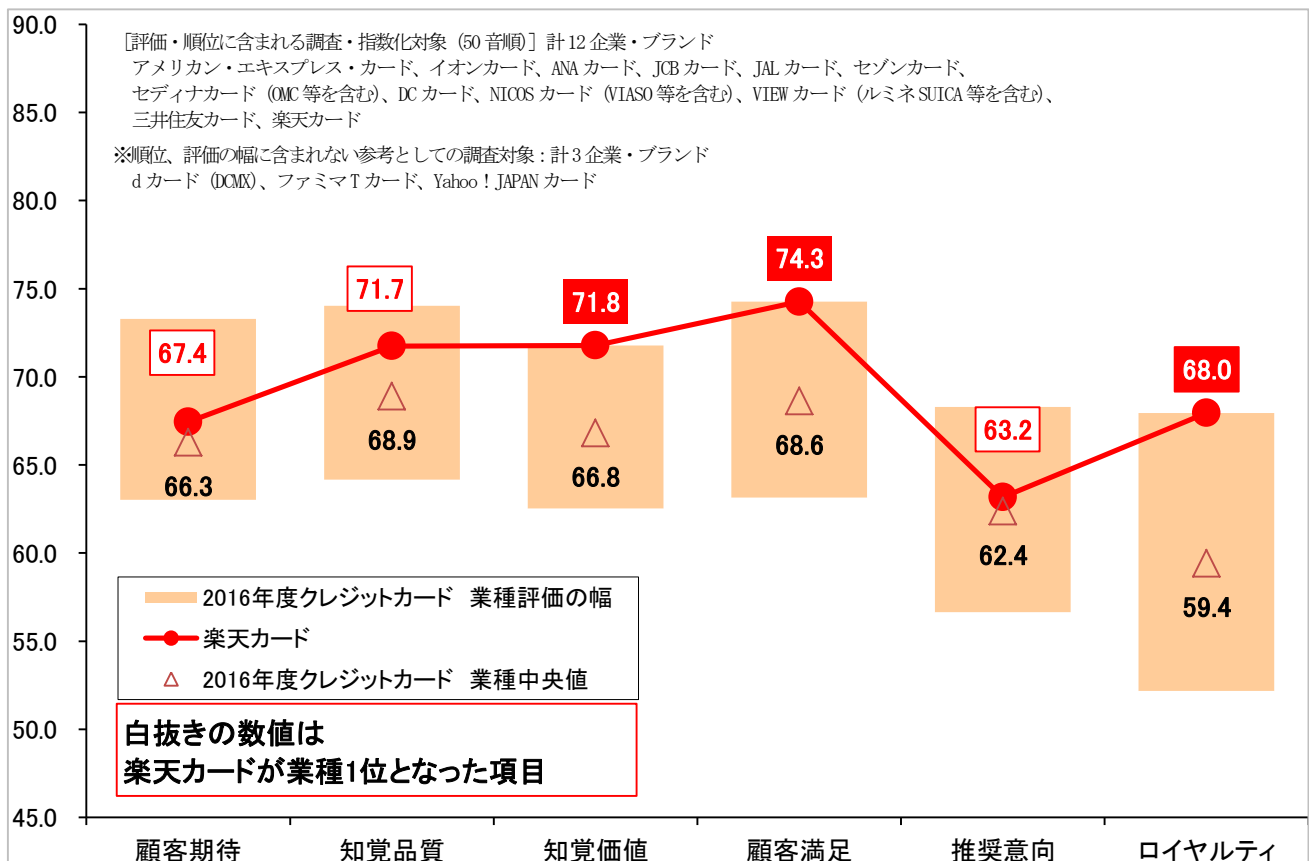 90.0
［評価・順位に含まれる調査・指数化対象（50音順）］計12企業・ブランド
アメリカン・エキスプレス・カード、イオンカード、ANAカード、JCBカード、JALカード、セゾンカード、
セディナカード（OMC等を含む）、DCカード、NICOSカード（VIASO等を含む）、VIEWカード（ルミネSUICA等を含む）、
三井住友カード、楽天カード
※順位、評価の幅に含まれない参考としての調査対象：計3企業・ブランド
dカード（DCMX）、ファミマTカード、Yahoo！JAPANカード
85.0
80.0
75.0
70.0
65.0
60.0
55.0
50.0
45.0
67.4
71.7
71.8
74.3
63.2
68.0
66.3
68.9
66.8
68.6
62.4
59.4
2016年度クレジットカード　業種評価の幅
楽天カード
2016年度クレジットカード　業種中央値
白抜きの数値は
楽天カードが業種1位となった項目
顧客期待　知覚品質　知覚価値　顧客満足　推奨意向　ロイヤルティ